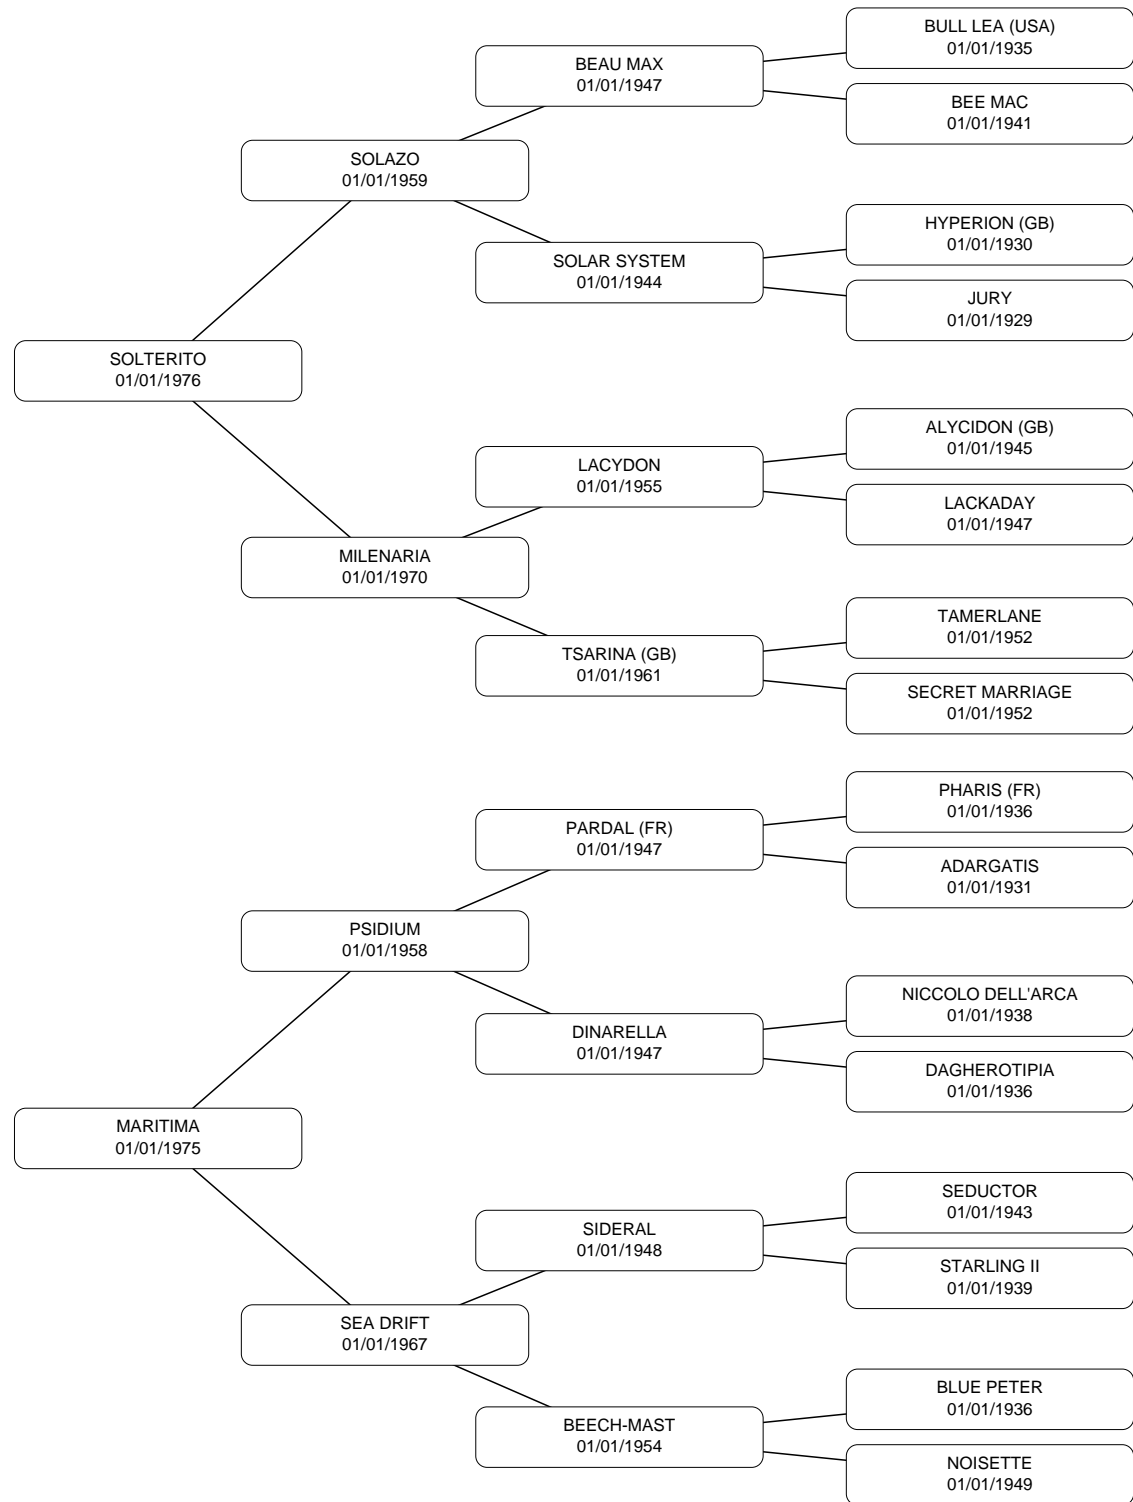 BULL LEA (USA)
01/01/1935
BEAU MAX
01/01/1947
BEE MAC
01/01/1941
SOLAZO
01/01/1959
HYPERION (GB)
01/01/1930
SOLAR SYSTEM
01/01/1944
JURY
01/01/1929
SOLTERITO
01/01/1976
ALYCIDON (GB)
01/01/1945
LACYDON
01/01/1955
LACKADAY
01/01/1947
MILENARIA
01/01/1970
TAMERLANE
01/01/1952
TSARINA (GB)
01/01/1961
SECRET MARRIAGE
01/01/1952
PHARIS (FR)
01/01/1936
PARDAL (FR)
01/01/1947
ADARGATIS
01/01/1931
PSIDIUM
01/01/1958
NICCOLO DELL'ARCA
01/01/1938
DINARELLA
01/01/1947
DAGHEROTIPIA
01/01/1936
MARITIMA
01/01/1975
SEDUCTOR
01/01/1943
SIDERAL
01/01/1948
STARLING II
01/01/1939
SEA DRIFT
01/01/1967
BLUE PETER
01/01/1936
BEECH-MAST
01/01/1954
NOISETTE
01/01/1949